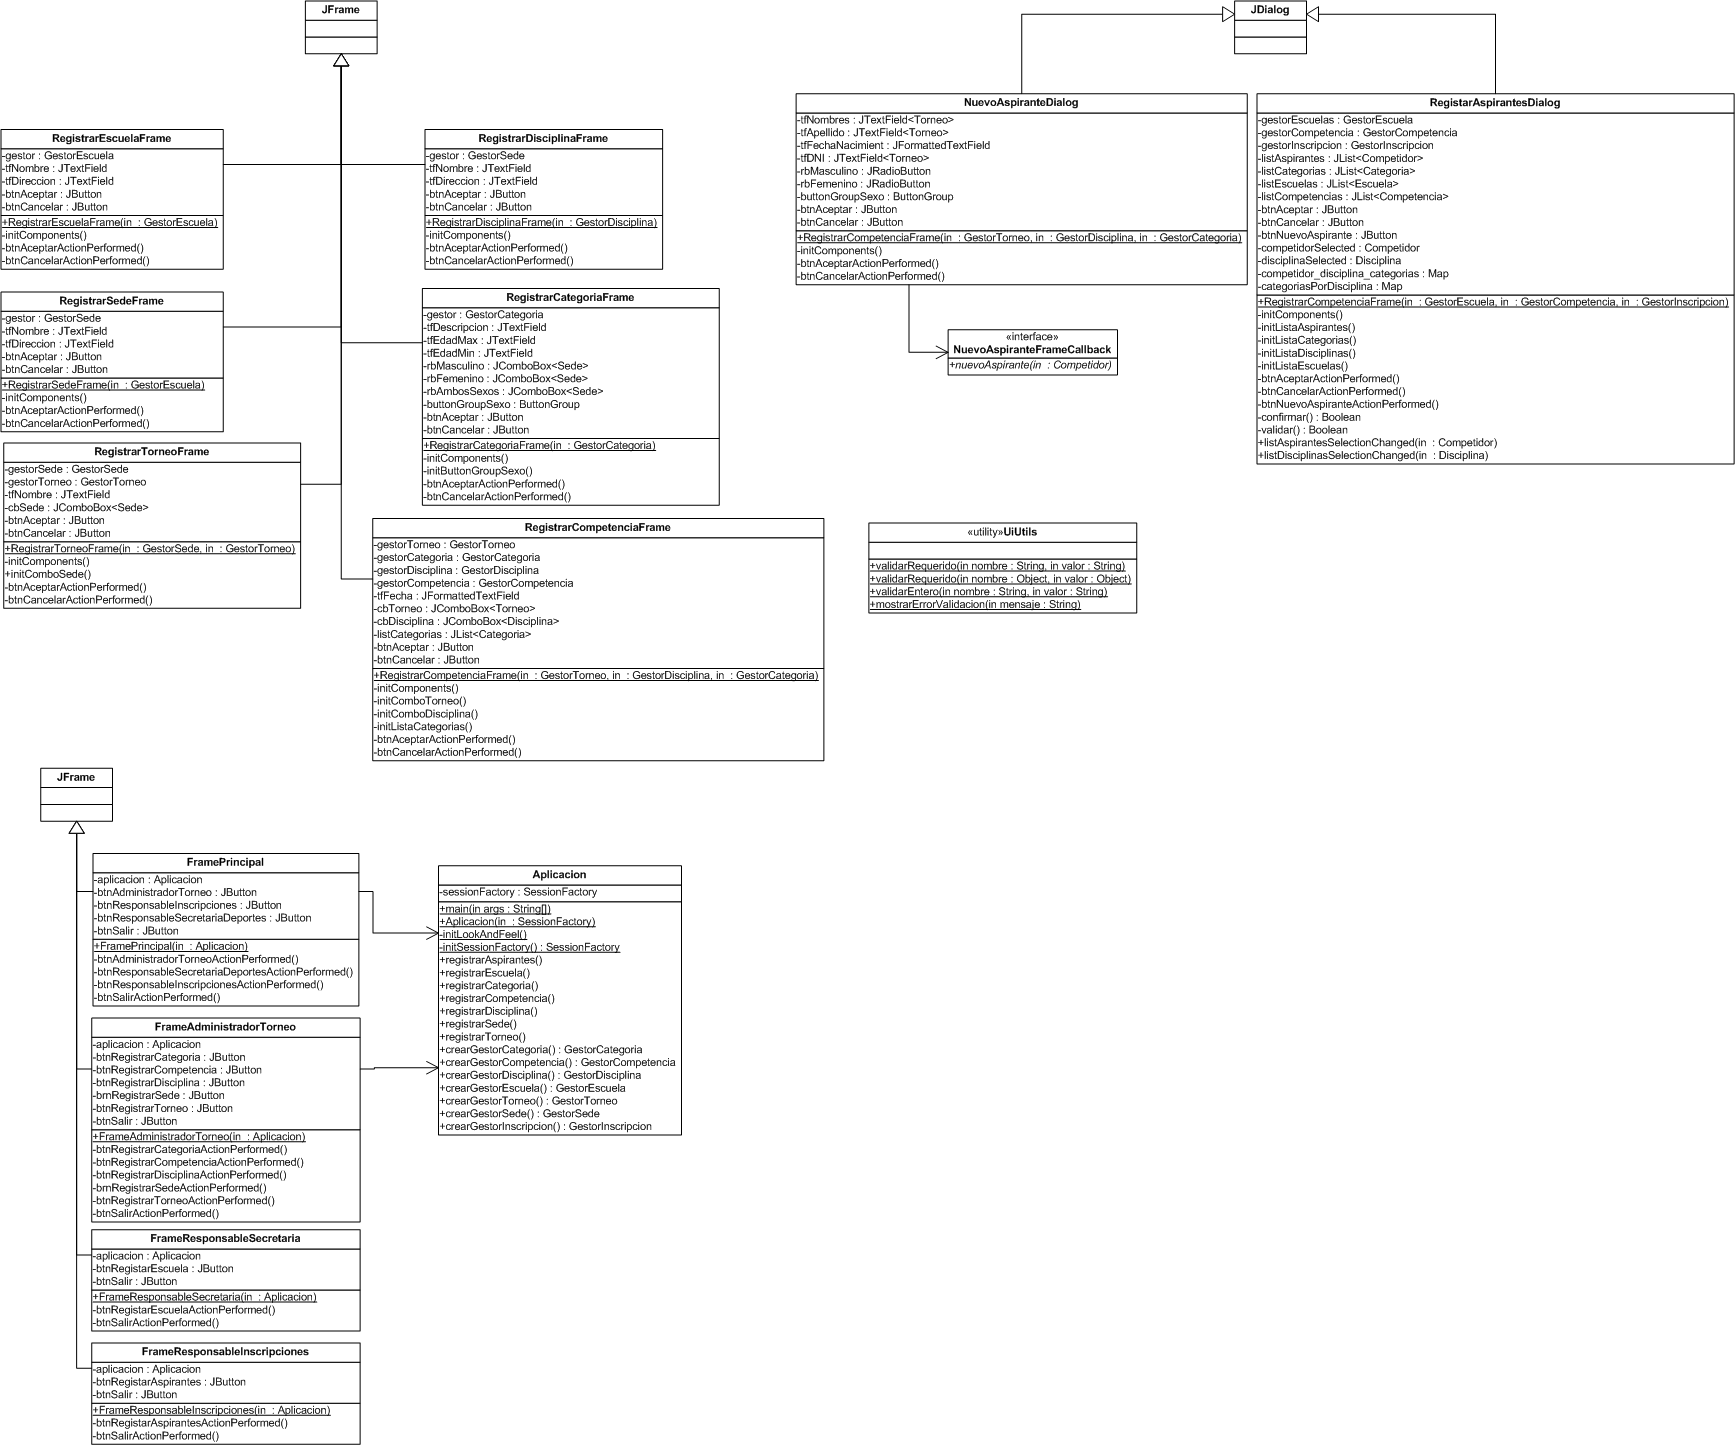 JFrame
RegistrarEscuelaFrame
-gestor : GestorEscuela
-tfNombre : JTextField
-tfDireccion : JTextField
-btnAceptar : JButton
-btnCancelar : JButton
+RegistrarEscuelaFrame(in  : GestorEscuela)
-initComponents()
-btnAceptarActionPerformed()
-btnCancelarActionPerformed()
RegistrarDisciplinaFrame
-gestor : GestorSede
-tfNombre : JTextField
-tfDireccion : JTextField
-btnAceptar : JButton
-btnCancelar : JButton
+RegistrarDisciplinaFrame(in  : GestorDisciplina)
-initComponents()
-btnAceptarActionPerformed()
-btnCancelarActionPerformed()
RegistrarSedeFrame
-gestor : GestorSede
-tfNombre : JTextField
-tfDireccion : JTextField
-btnAceptar : JButton
-btnCancelar : JButton
+RegistrarSedeFrame(in  : GestorEscuela)
-initComponents()
-btnAceptarActionPerformed()
-btnCancelarActionPerformed()
RegistrarCategoriaFrame
-gestor : GestorCategoria
-tfDescripcion : JTextField
-tfEdadMax : JTextField
-tfEdadMin : JTextField
-rbMasculino : JComboBox<Sede>
-rbFemenino : JComboBox<Sede>
-rbAmbosSexos : JComboBox<Sede>
-buttonGroupSexo : ButtonGroup
-btnAceptar : JButton
-btnCancelar : JButton
+RegistrarCategoriaFrame(in  : GestorCategoria)
-initComponents()
-initButtonGroupSexo()
-btnAceptarActionPerformed()
-btnCancelarActionPerformed()
RegistrarTorneoFrame
-gestorSede : GestorSede
-gestorTorneo : GestorTorneo
-tfNombre : JTextField
-cbSede : JComboBox<Sede>
-btnAceptar : JButton
-btnCancelar : JButton
+RegistrarTorneoFrame(in  : GestorSede, in  : GestorTorneo)
-initComponents()
+initComboSede()
-btnAceptarActionPerformed()
-btnCancelarActionPerformed()
RegistrarCompetenciaFrame
-gestorTorneo : GestorTorneo
-gestorCategoria : GestorCategoria
-gestorDisciplina : GestorDisciplina
-gestorCompetencia : GestorCompetencia
-tfFecha : JFormattedTextField
-cbTorneo : JComboBox<Torneo>
-cbDisciplina : JComboBox<Disciplina>
-listCategorias : JList<Categoria>
-btnAceptar : JButton
-btnCancelar : JButton
+RegistrarCompetenciaFrame(in  : GestorTorneo, in  : GestorDisciplina, in  : GestorCategoria)
-initComponents()
-initComboTorneo()
-initComboDisciplina()
-initListaCategorias()
-btnAceptarActionPerformed()
-btnCancelarActionPerformed()
JDialog
NuevoAspiranteDialog
-tfNombres : JTextField<Torneo>
-tfApellido : JTextField<Torneo>
-tfFechaNacimient : JFormattedTextField
-tfDNI : JTextField<Torneo>
-rbMasculino : JRadioButton
-rbFemenino : JRadioButton
-buttonGroupSexo : ButtonGroup
-btnAceptar : JButton
-btnCancelar : JButton
+RegistrarCompetenciaFrame(in  : GestorTorneo, in  : GestorDisciplina, in  : GestorCategoria)
-initComponents()
-btnAceptarActionPerformed()
-btnCancelarActionPerformed()
RegistarAspirantesDialog
-gestorEscuelas : GestorEscuela
-gestorCompetencia : GestorCompetencia
-gestorInscripcion : GestorInscripcion
-listAspirantes : JList<Competidor>
-listCategorias : JList<Categoria>
-listEscuelas : JList<Escuela>
-listCompetencias : JList<Competencia>
-btnAceptar : JButton
-btnCancelar : JButton
-btnNuevoAspirante : JButton
-competidorSelected : Competidor
-disciplinaSelected : Disciplina
-competidor_disciplina_categorias : Map
-categoriasPorDisciplina : Map
+RegistrarCompetenciaFrame(in  : GestorEscuela, in  : GestorCompetencia, in  : GestorInscripcion)
-initComponents()
-initListaAspirantes()
-initListaCategorias()
-initListaDisciplinas()
-initListaEscuelas()
-btnAceptarActionPerformed()
-btnCancelarActionPerformed()
-btnNuevoAspiranteActionPerformed()
-confirmar() : Boolean
-validar() : Boolean
+listAspirantesSelectionChanged(in  : Competidor)
+listDisciplinasSelectionChanged(in  : Disciplina)
«interface»
NuevoAspiranteFrameCallback
+nuevoAspirante(in  : Competidor)
«utility»UiUtils
+validarRequerido(in nombre : String, in valor : String)
+validarRequerido(in nombre : Object, in valor : Object)
+validarEntero(in nombre : String, in valor : String)
+mostrarErrorValidacion(in mensaje : String)
JFrame
FramePrincipal
-aplicacion : Aplicacion
-btnAdministradorTorneo : JButton
-btnResponsableInscripciones : JButton
-btnResponsableSecretariaDeportes : JButton
-btnSalir : JButton
+FramePrincipal(in  : Aplicacion)
-btnAdministradorTorneoActionPerformed()
-btnResponsableSecretariaDeportesActionPerformed()
-btnResponsableInscripcionesActionPerformed()
-btnSalirActionPerformed()
Aplicacion
-sessionFactory : SessionFactory
+main(in args : String[])
+Aplicacion(in  : SessionFactory)
-initLookAndFeel()
-initSessionFactory() : SessionFactory
+registrarAspirantes()
+registrarEscuela()
+registrarCategoria()
+registrarCompetencia()
+registrarDisciplina()
+registrarSede()
+registrarTorneo()
+crearGestorCategoria() : GestorCategoria
+crearGestorCompetencia() : GestorCompetencia
+crearGestorDisciplina() : GestorDisciplina
+crearGestorEscuela() : GestorEscuela
+crearGestorTorneo() : GestorTorneo
+crearGestorSede() : GestorSede
+crearGestorInscripcion() : GestorInscripcion
FrameAdministradorTorneo
-aplicacion : Aplicacion
-btnRegistrarCategoria : JButton
-btnRegistrarCompetencia : JButton
-btnRegistrarDisciplina : JButton
-brnRegistrarSede : JButton
-btnRegistrarTorneo : JButton
-btnSalir : JButton
+FrameAdministradorTorneo(in  : Aplicacion)
-btnRegistrarCategoriaActionPerformed()
-btnRegistrarCompetenciaActionPerformed()
-btnRegistrarDisciplinaActionPerformed()
-brnRegistrarSedeActionPerformed()
-btnRegistrarTorneoActionPerformed()
-btnSalirActionPerformed()
FrameResponsableSecretaria
-aplicacion : Aplicacion
-btnRegistarEscuela : JButton
-btnSalir : JButton
+FrameResponsableSecretaria(in  : Aplicacion)
-btnRegistarEscuelaActionPerformed()
-btnSalirActionPerformed()
FrameResponsableInscripciones
-aplicacion : Aplicacion
-btnRegistarAspirantes : JButton
-btnSalir : JButton
+FrameResponsableInscripciones(in  : Aplicacion)
-btnRegistarAspirantesActionPerformed()
-btnSalirActionPerformed()